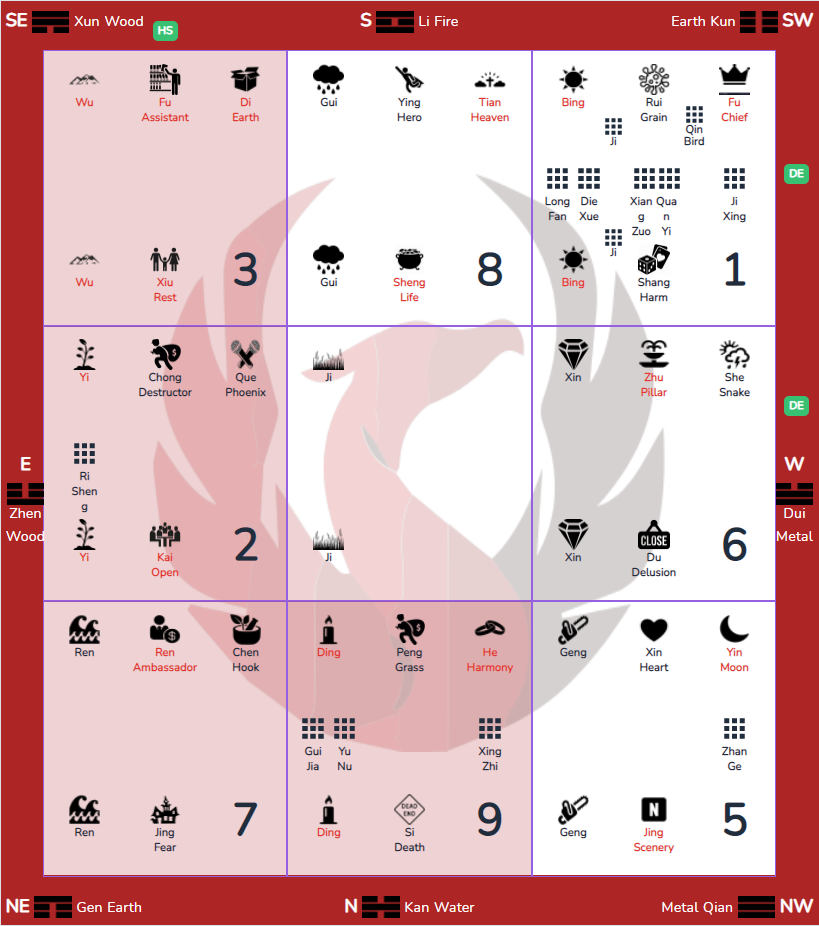 SE Xun Wood HS S Li Fire Earth Kun SW
Wu Fu Di Gui Ying Tian Bing Rui Fu
Assistant Earth Hero Heaven Grain Chief
Ji Qin
Bird
DE
Long Die Xian Qua Ji
Fan Xue g n Xing
Zuo Yi
Ji
Wu Xiu 3 Gui Sheng 8 Bing Shang 1
Rest Life Harm
Yi Chong Que Ji Xin Zhu She
Destructor Phoenix Pillar Snake
DE
E W
Ri
Shen
g
Zhen Dui
Wood Metal
Yi Kai 2 Ji Xin CLOSE Du 6
Open Delusion
Ren Ren Chen Ding Peng He Geng Xin Yin
Ambassador Hook Grass Harmony Heart Moon
Gui Yu Xing Zhan
Jia Nu Zhi Ge
DEAD
END
N
Ren Jing 7 Ding Si 9 Geng Jing 5
Fear Death Scenery
NE Gen Earth N Kan Water Metal Qian NW